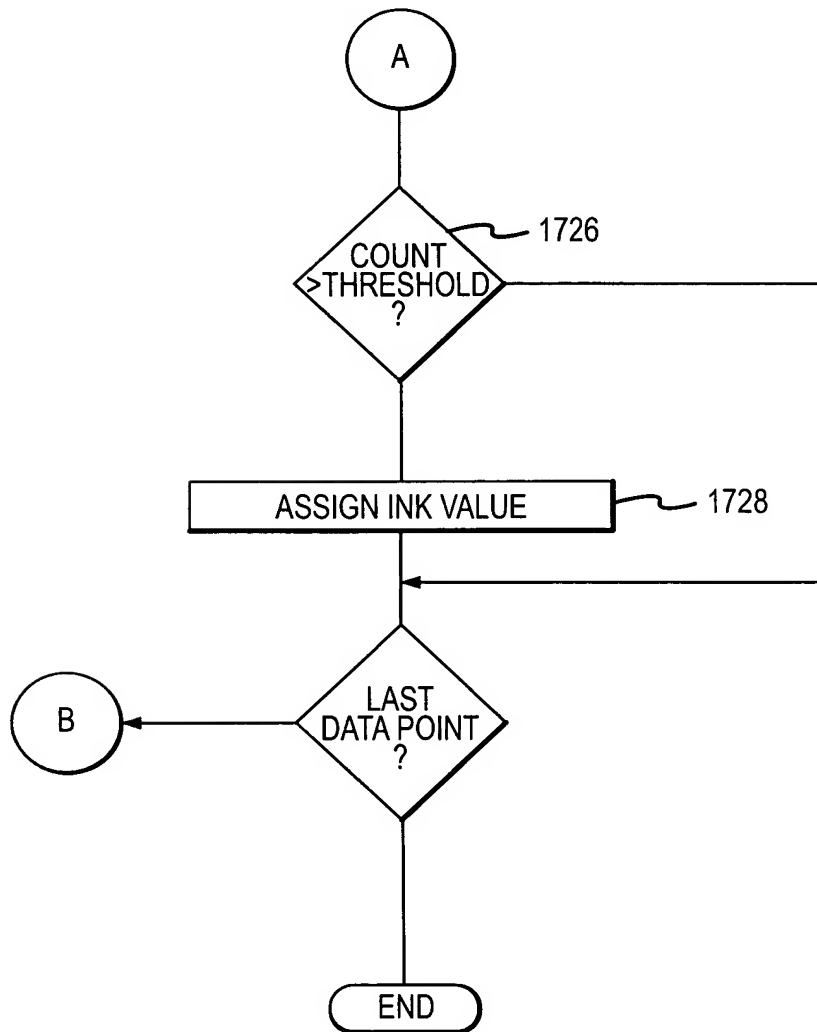 A
COUNT
>THRESHOLD
?
1726
ASSIGN INK VALUE
1728
LAST
DATA POINT
?
B
END